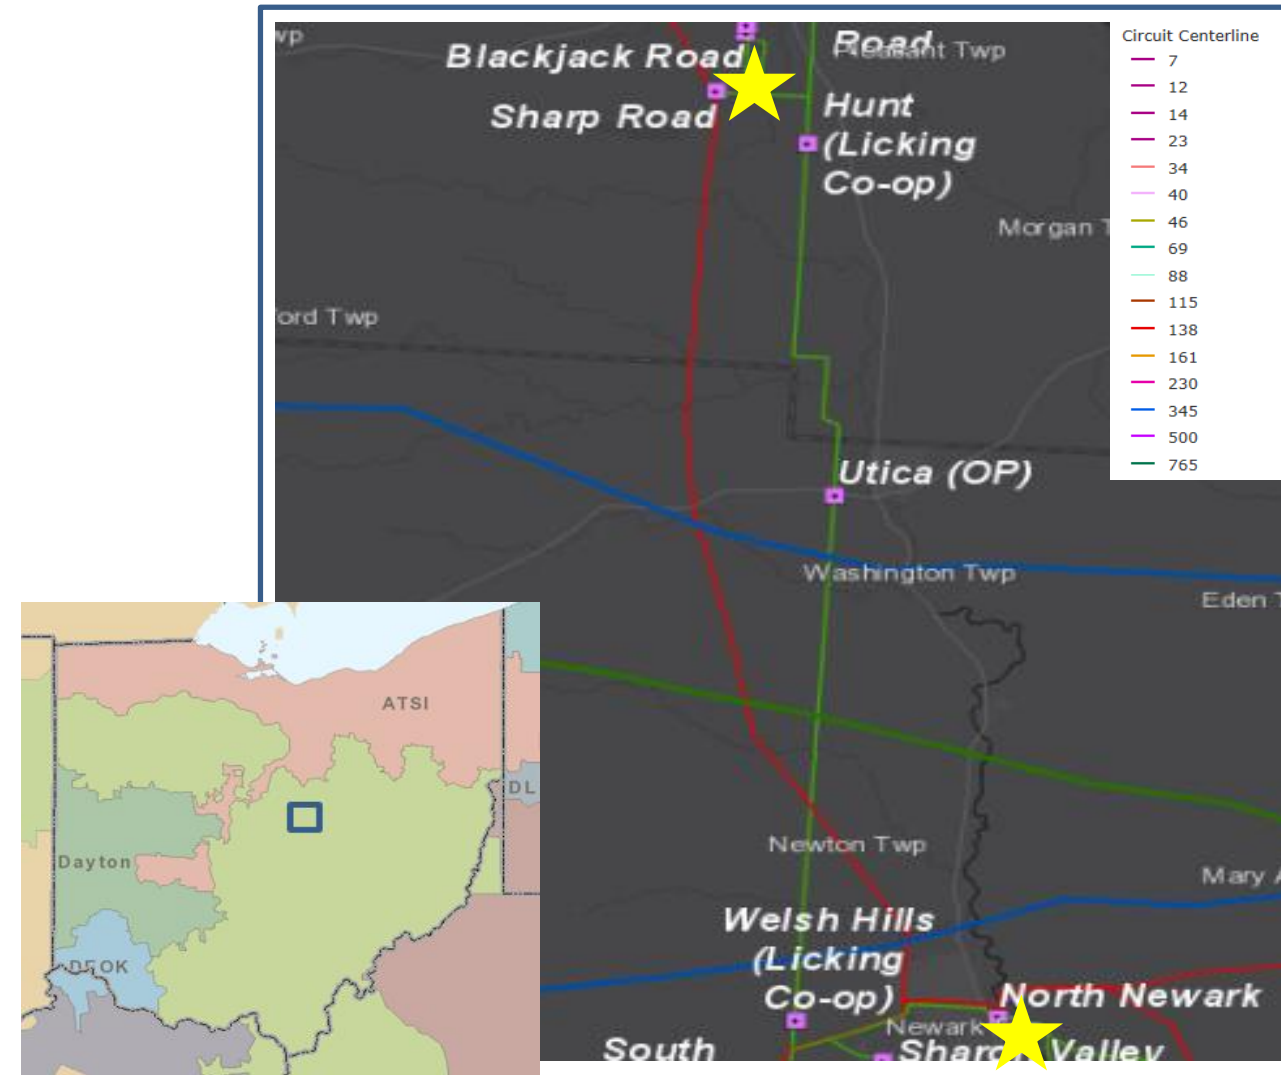 wp
Blackjack Road
Road
Pleasant Twp
Sharp Road
Hunt
(Licking
Co-op)
Morgan T
ord Twp
Utica (OP)
Washington Twp
Eden T
Newton Twp
Mary A
Welsh Hills
(Licking
Co-op)
North Newark
Newark
South
Sharon Valley
Circuit Centerline
7
12
14
23
34
40
46
69
88
115
138
161
230
345
500
765
ATSI
DL
Dayton
DEOK